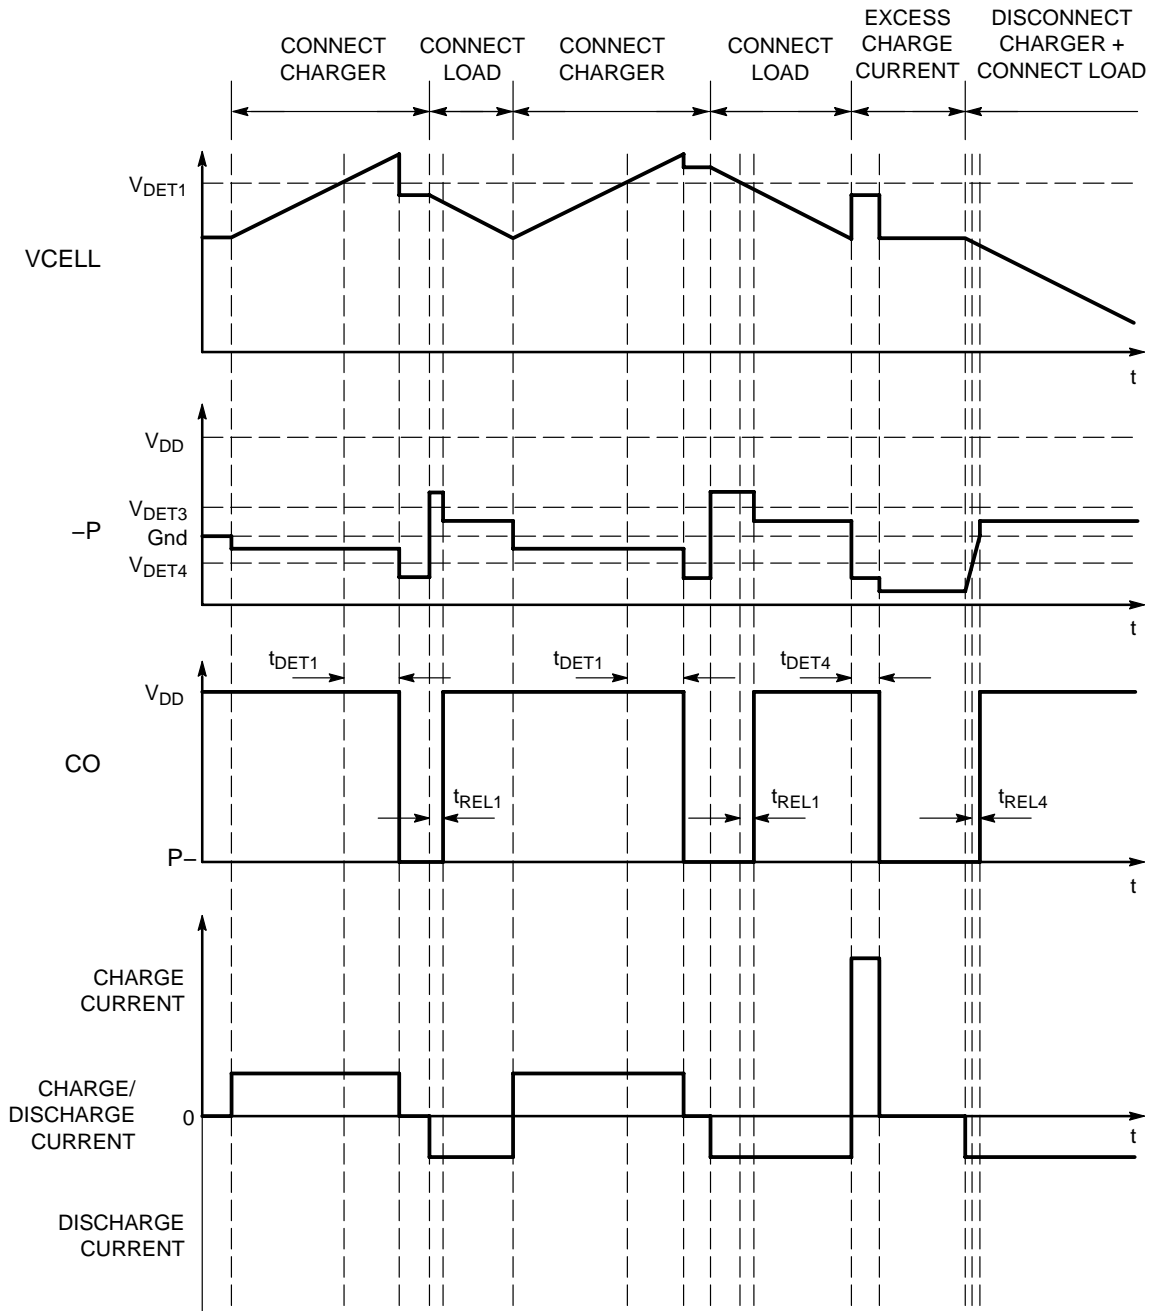 CONNECT
CHARGER
CONNECT
LOAD
CONNECT
CHARGER
CONNECT
LOAD
EXCESS
CHARGE
CURRENT
DISCONNECT
CHARGER +
CONNECT LOAD
VDET1
VCELL
t
VDD
VDET3
–P
Gnd
VDET4
t
tDET1
tDET1
tDET4
VDD
CO
tREL1
tREL1
tREL4
P–
t
CHARGE
CURRENT
CHARGE/
DISCHARGE
CURRENT
0
t
DISCHARGE
CURRENT